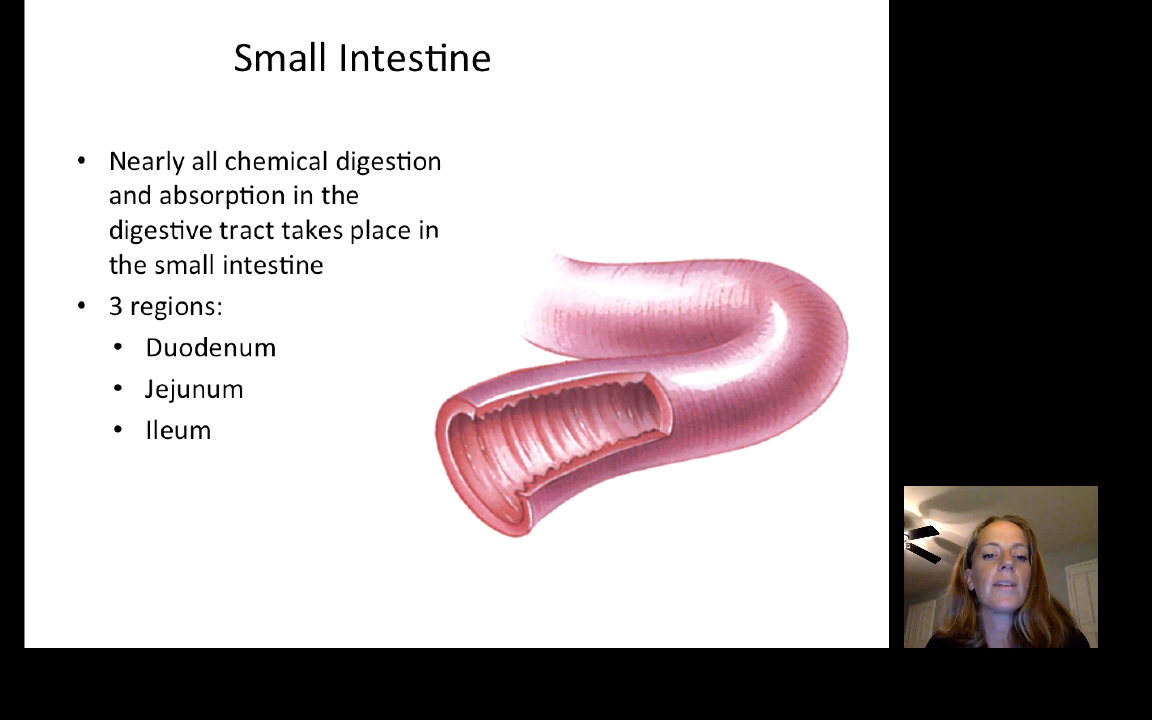 Small Intestine
• Nearly all chemical digestion
and absorption in the
digestive tract takes place in
the small intestine
• 3 regions:
• Duodenum
• Jejunum
• Ileum